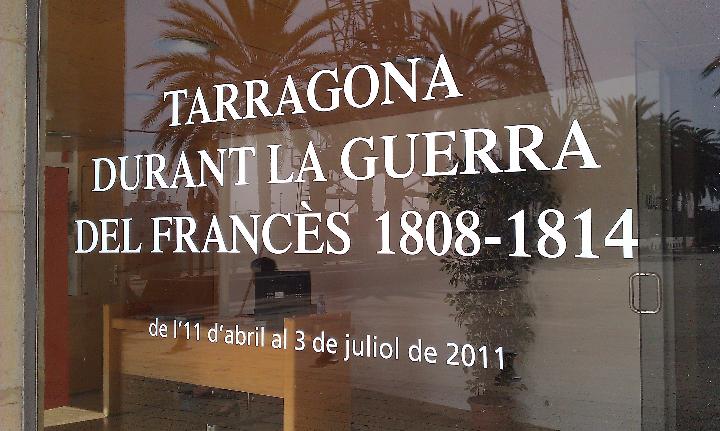 TARRAGONA
DURANT LA GUERRA
DEL FRANCÈS 1808-1814
de l'11 d'abril al 3 de juliol de 2011